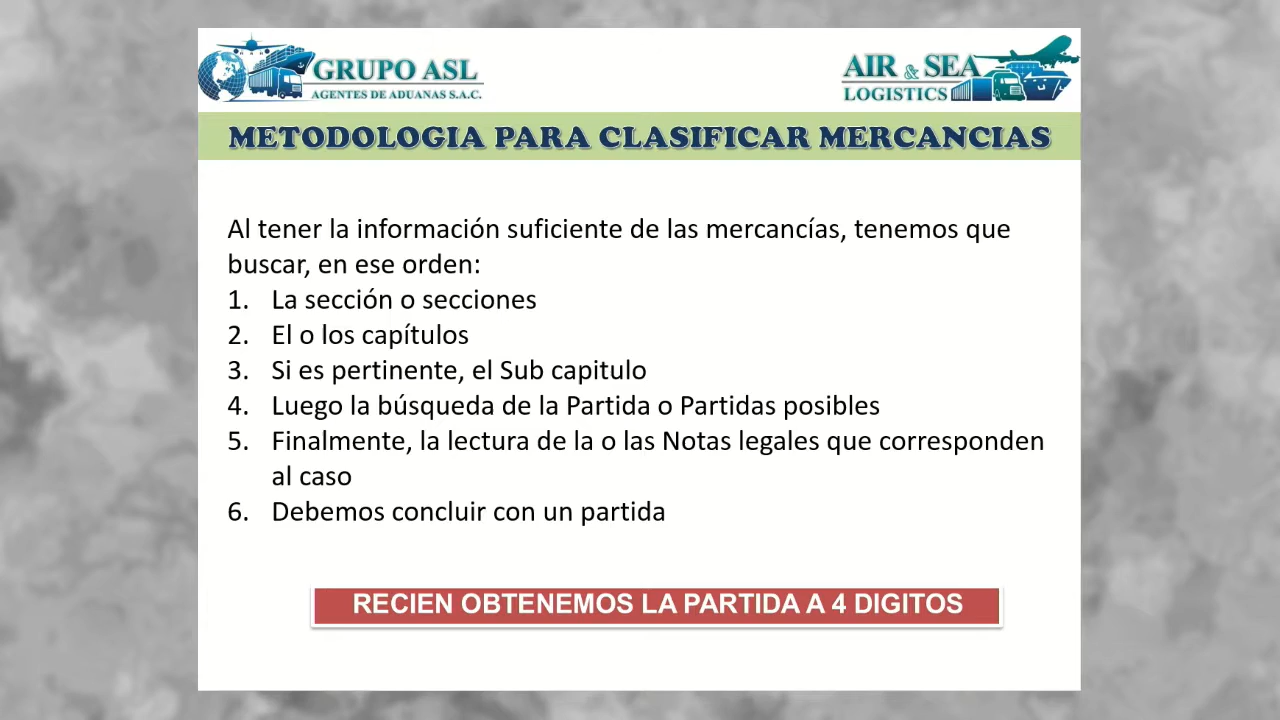 GRUPO ASL
AGENTES DE ADUANAS S.A.C.
AIR & SEA
LOGISTICS
METODOLOGIA PARA CLASIFICAR MERCANCIAS
Al tener la información suficiente de las mercancías, tenemos que
buscar, en ese orden:
1. La sección o secciones
2. El o los capítulos
3. Si es pertinente, el Sub capitulo
4. Luego la búsqueda de la Partida o Partidas posibles
5. Finalmente, la lectura de la o las Notas legales que corresponden
al caso
6. Debemos concluir con un partida
RECIEN OBTENEMOS LA PARTIDA A 4 DIGITOS